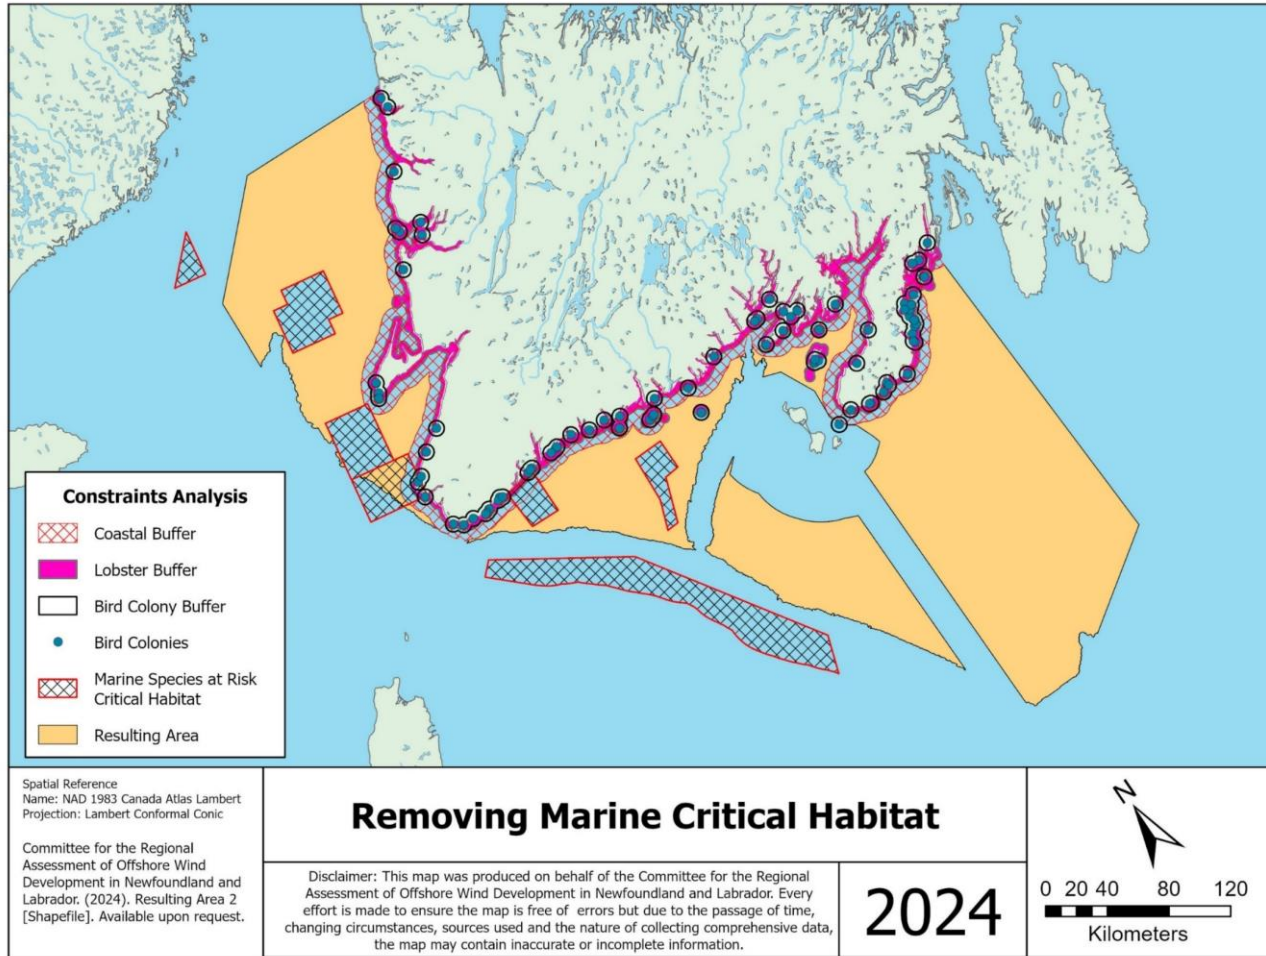 Constraints Analysis
Coastal Buffer
Lobster Buffer
Bird Colony Buffer
Bird Colonies
Marine Species at Risk
Critical Habitat
Resulting Area
Spatial Reference
Name: NAD 1983 Canada Atlas Lambert
Projection: Lambert Conformal Conic
Committee for the Regional
Assessment of Offshore Wind
Development in Newfoundland and
Labrador. (2024). Resulting Area 2
[Shapefile]. Available upon request.
Removing Marine Critical Habitat
Disclaimer: This map was produced on behalf of the Committee for the Regional
Assessment of Offshore Wind Development in Newfoundland and Labrador. Every
effort is made to ensure the map is free of errors but due to the passage of time,
changing circumstances, sources used and the nature of collecting comprehensive data,
the map may contain inaccurate or incomplete information.
2024
N
0 20 40 80 120
Kilometers